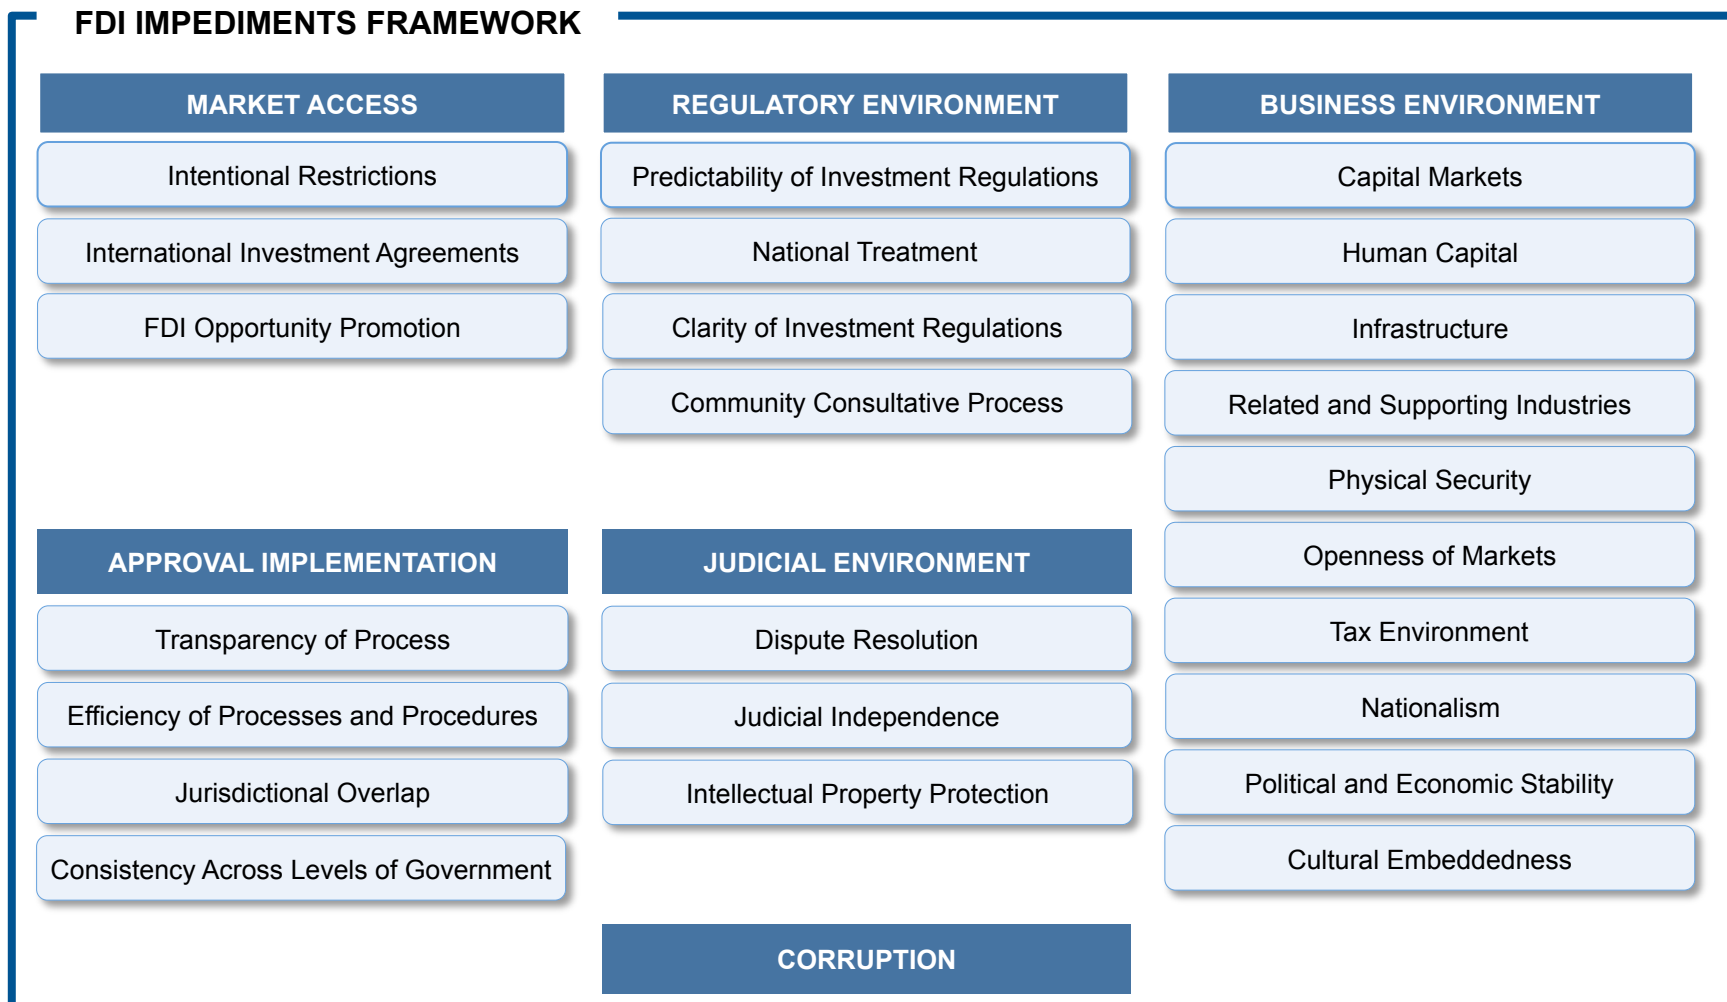 FDI IMPEDIMENTS FRAMEWORK
MARKET ACCESS
Intentional Restrictions
International Investment Agreements
FDI Opportunity Promotion
REGULATORY ENVIRONMENT
Predictability of Investment Regulations
National Treatment
Clarity of Investment Regulations
Community Consultative Process
BUSINESS ENVIRONMENT
Capital Markets
Human Capital
Infrastructure
Related and Supporting Industries
Physical Security
Openness of Markets
Tax Environment
Nationalism
Political and Economic Stability
Cultural Embeddedness
APPROVAL IMPLEMENTATION
Transparency of Process
Efficiency of Processes and Procedures
Jurisdictional Overlap
Consistency Across Levels of Government
JUDICIAL ENVIRONMENT
Dispute Resolution
Judicial Independence
Intellectual Property Protection
CORRUPTION